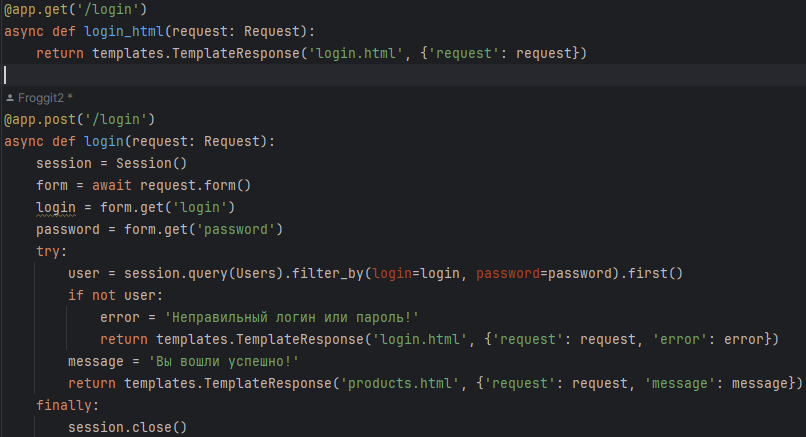 @app.get('/login')
async def login_html(request: Request):
    return templates.TemplateResponse('login.html', {'request': request})
Froggit2 *
@app.post('/login')
async def login(request: Request):
    session = Session()
    form = await request.form()
    login = form.get('login')
    password = form.get('password')
    try:
        user = session.query(Users).filter_by(login=login, password=password).first()
        if not user:
            error = 'Неправильный логин или пароль!'
            return templates.TemplateResponse('login.html', {'request': request, 'error': error})
        message = 'Вы вошли успешно!'
        return templates.TemplateResponse('products.html', {'request': request, 'message': message})
    finally:
        session.close()